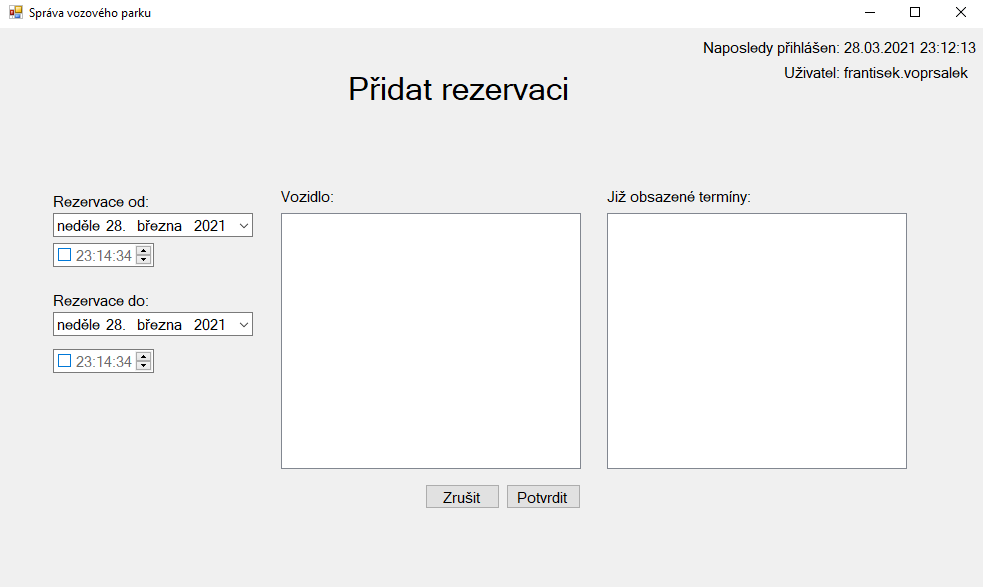 Správa vozového parku
Naposledy přihlášen: 28.03.2021 23:12:13
Uživatel: frantisek.voprsalek
Přidat rezervaci
Rezervace od:
neděle 28. března 2021
23:14:34
Rezervace do:
neděle 28. března 2021
23:14:34
Vozidlo:
Již obsazené termíny:
Zrušit
Potvrdit